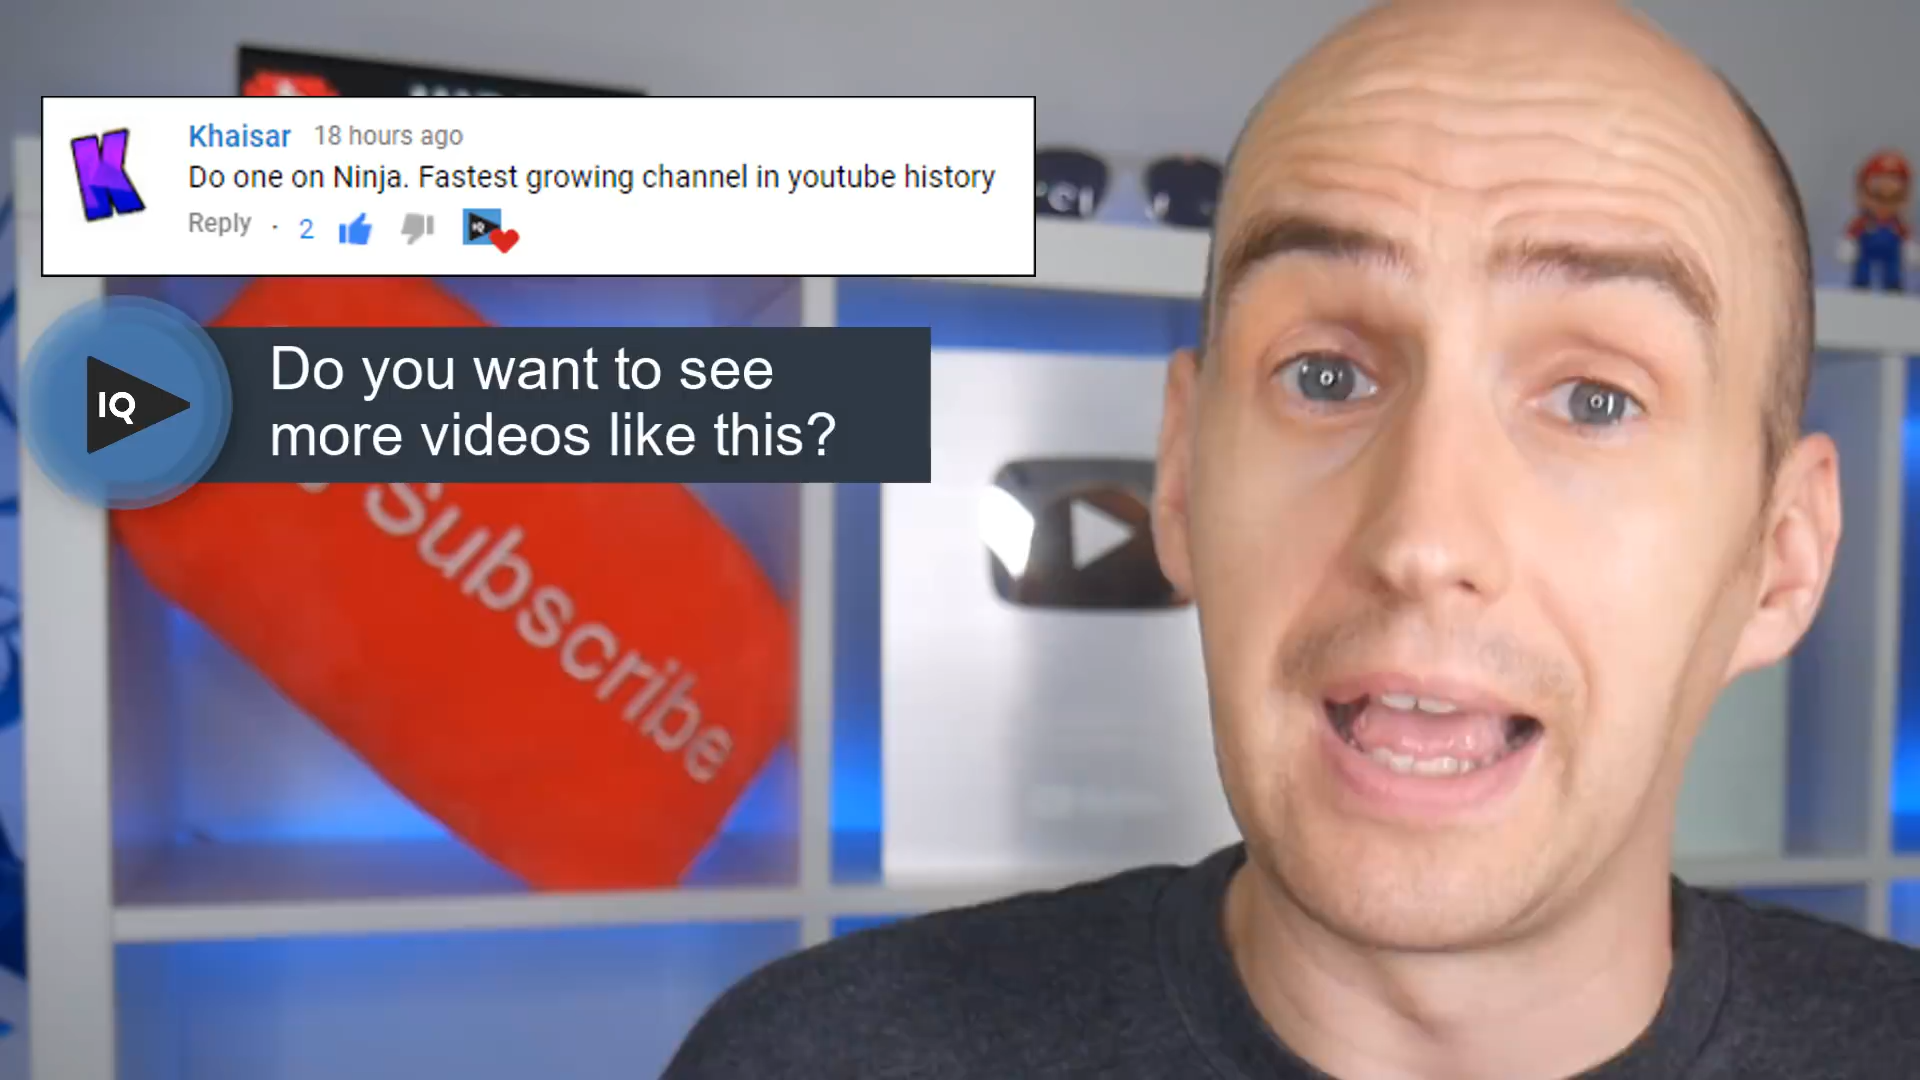 Khaisar 18 hours ago
Do one on Ninja. Fastest growing channel in youtube history
Reply · 2
IQ
Do you want to see
more videos like this?
IQ
Subscribe